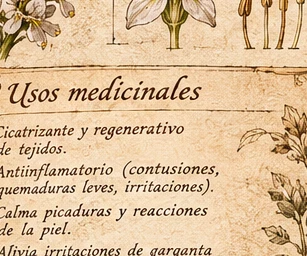 Usos medicinales
Cicatrizante y regenerativo
de tejidos.
Antiinflamatorio (contusiones,
quemaduras leves, irritaciones).
Calma picaduras y reacciones
de la piel.
Alivia irritaciones de garganta